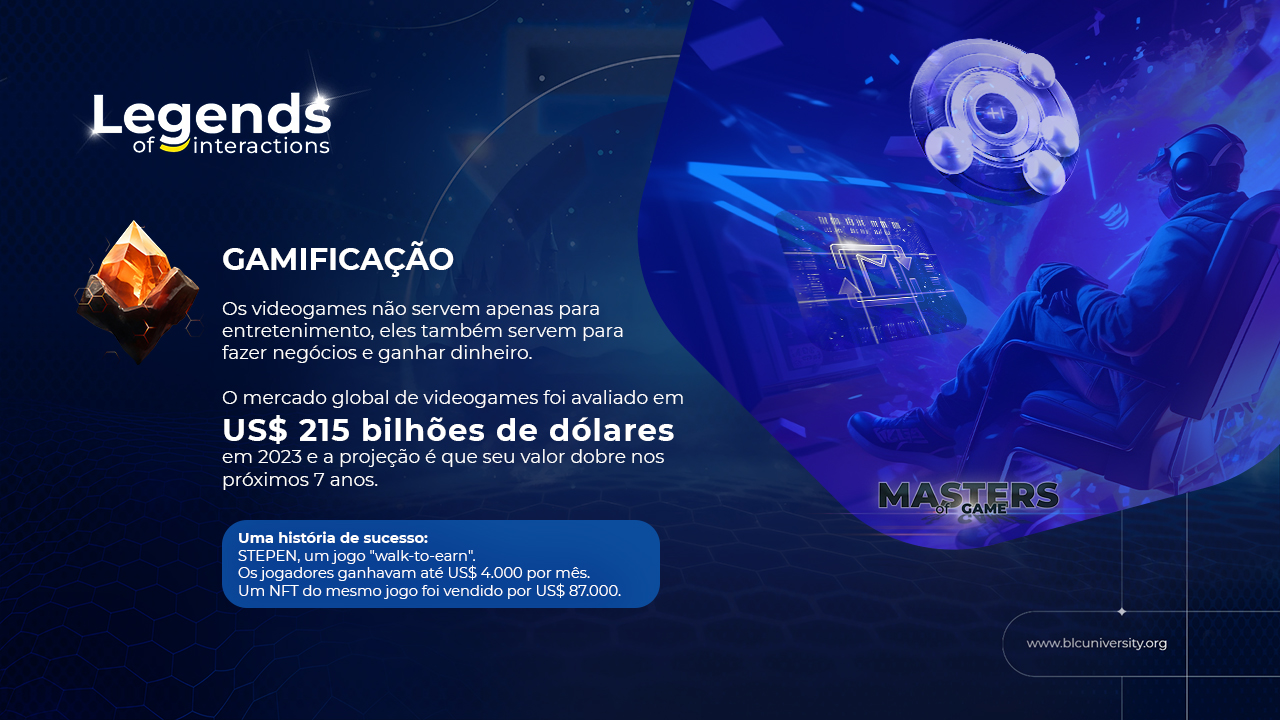 Legends
of interactions
GAMIFICAÇÃO
Os videogames não servem apenas para
entretenimento, eles também servem para
fazer negócios e ganhar dinheiro.
O mercado global de videogames foi avaliado em
US$ 215 bilhões de dólares
em 2023 e a projeção é que seu valor dobre nos
próximos 7 anos.
Uma história de sucesso:
STEPEN, um jogo "walk-to-earn".
Os jogadores ganhavam até US$ 4.000 por mês.
Um NFT do mesmo jogo foi vendido por US$ 87.000.
MASTERS
of GAME
www.blcuniversity.org